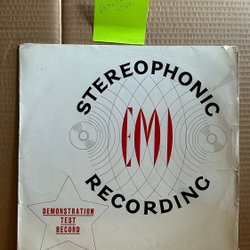 STEREOPHONIC
EMI
RECORDING
DEMONSTRATION
TEST
RECORD